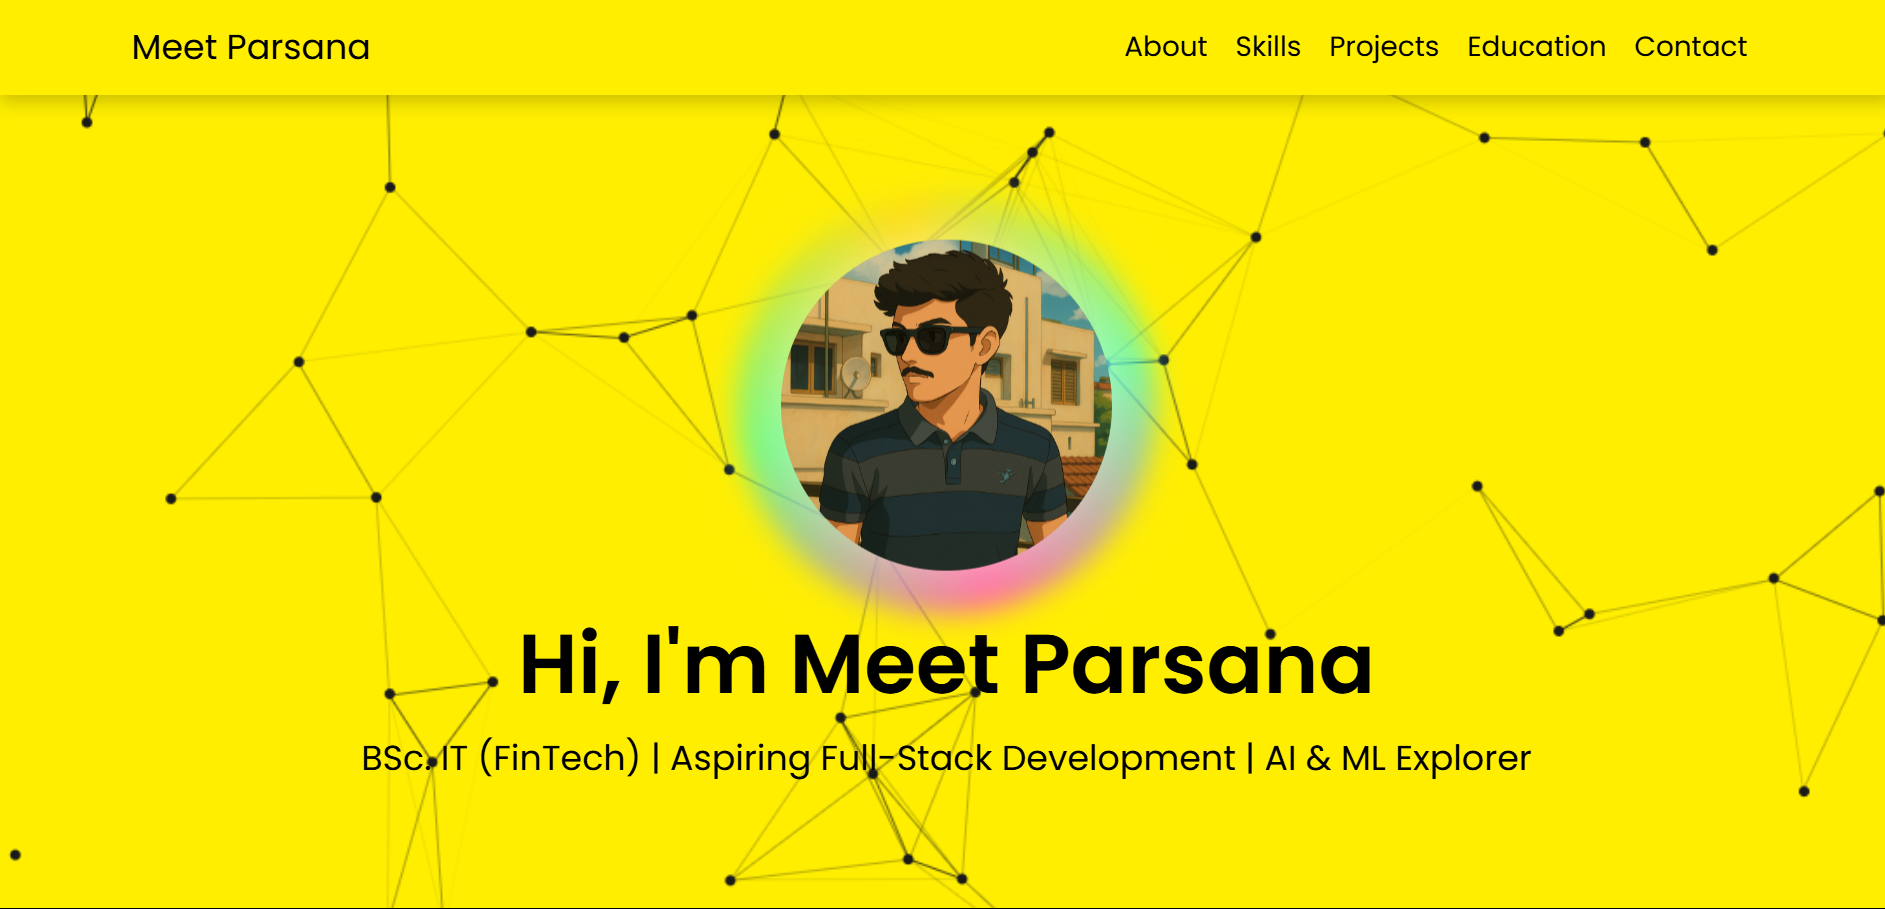 Meet Parsana
About Skills Projects Education Contact
Hi, I'm Meet Parsana
BSc. IT (FinTech) | Aspiring Full-Stack Development | AI & ML Explorer